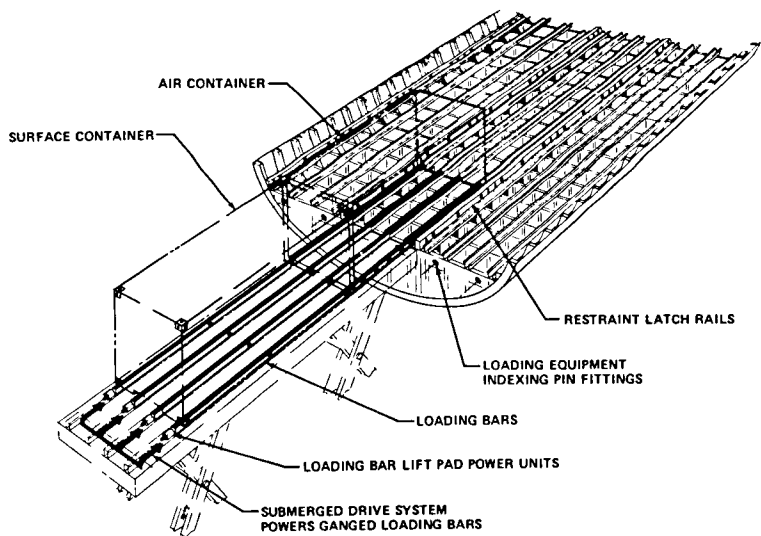 AIR CONTAINER
SURFACE CONTAINER
RESTRAINT LATCH RAILS
LOADING EQUIPMENT
INDEXING PIN FITTINGS
LOADING BARS
LOADING BAR LIFT PAD POWER UNITS
SUBMERGED DRIVE SYSTEM
POWERS GANGED LOADING BARS